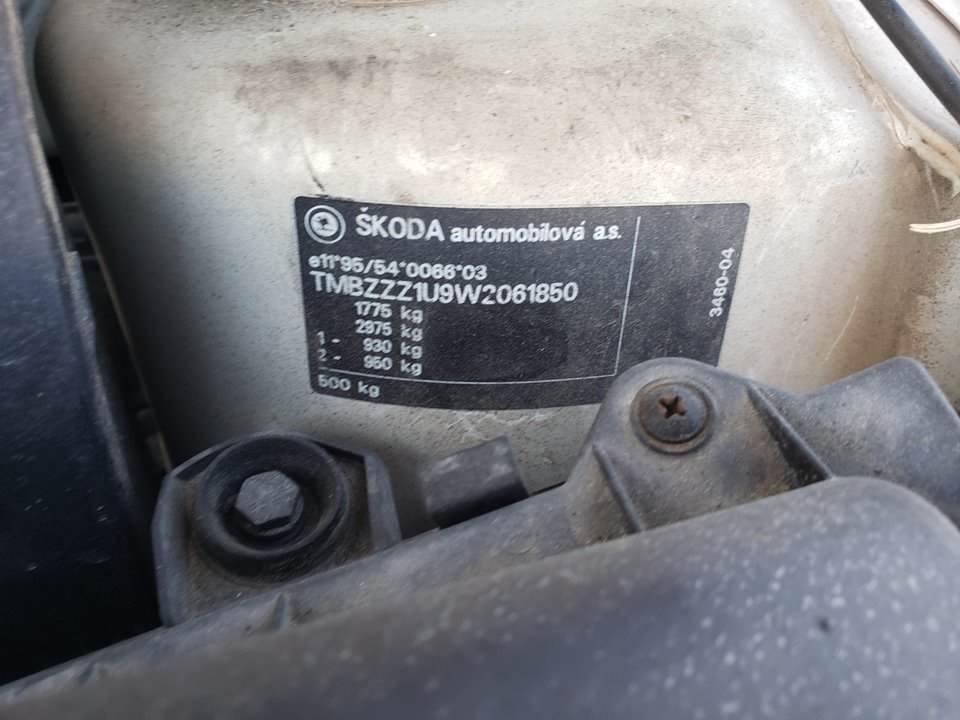 ŠKODA automobilová a.s.
e11*95/54*0066*03
TMBZZZ1U9W2061850
1775 kg
2975 kg
1 - 930 kg
2 - 950 kg
500 kg
3460-04